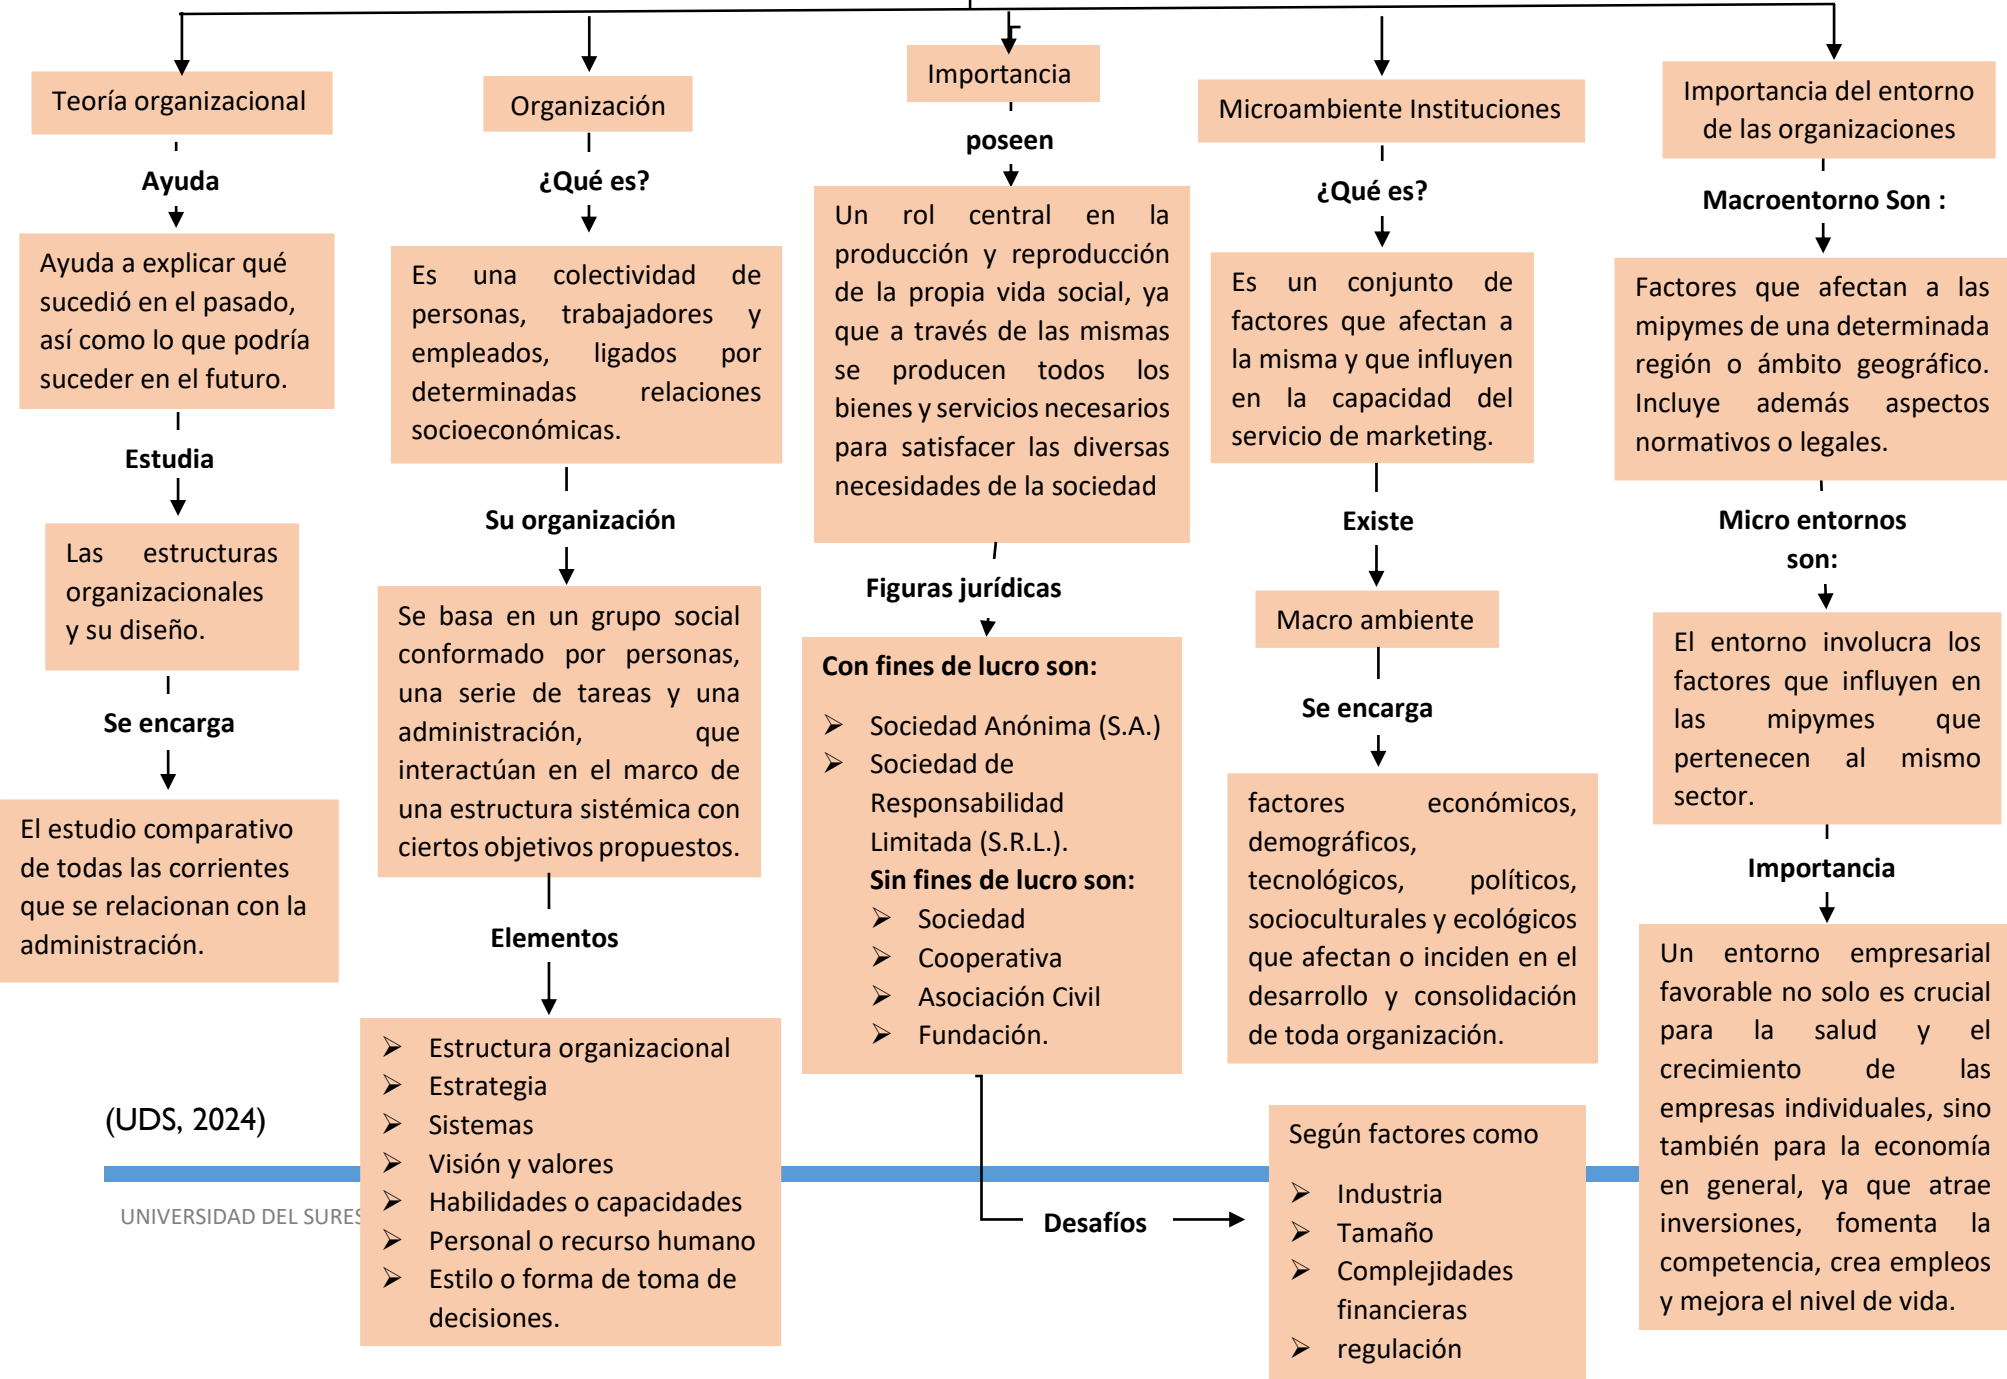 Teoría organizacional
Ayuda
Ayuda a explicar qué
sucedió en el pasado,
así como lo que podría
suceder en el futuro.
Estudia
Las estructuras
organizacionales
y su diseño.
Se encarga
El estudio comparativo
de todas las corrientes
que se relacionan con la
administración.
Organización
¿Qué es?
Es una colectividad de
personas, trabajadores y
empleados, ligados por
determinadas relaciones
socioeconómicas.
Su organización
Se basa en un grupo social
conformado por personas,
una serie de tareas y una
administración, que
interactúan en el marco de
una estructura sistémica con
ciertos objetivos propuestos.
Elementos
➢ Estructura organizacional
➢ Estrategia
➢ Sistemas
➢ Visión y valores
➢ Habilidades o capacidades
➢ Personal o recurso humano
➢ Estilo o forma de toma de
decisiones.
Importancia
poseen
Un rol central en la
producción y reproducción
de la propia vida social, ya
que a través de las mismas
se producen todos los
bienes y servicios necesarios
para satisfacer las diversas
necesidades de la sociedad
Figuras jurídicas
Con fines de lucro son:
➢ Sociedad Anónima (S.A.)
➢ Sociedad de
Responsabilidad
Limitada (S.R.L.).
Sin fines de lucro son:
➢ Sociedad
➢ Cooperativa
➢ Asociación Civil
➢ Fundación.
Desafíos
Según factores como
➢ Industria
➢ Tamaño
➢ Complejidades
financieras
➢ regulación
Microambiente Instituciones
¿Qué es?
Es un conjunto de
factores que afectan a
la misma y que influyen
en la capacidad del
servicio de marketing.
Existe
Macro ambiente
Se encarga
factores económicos,
demográficos,
tecnológicos, políticos,
socioculturales y ecológicos
que afectan o inciden en el
desarrollo y consolidación
de toda organización.
Importancia del entorno
de las organizaciones
Macroentorno Son :
Factores que afectan a las
mipymes de una determinada
región o ámbito geográfico.
Incluye además aspectos
normativos o legales.
Micro entornos
son:
El entorno involucra los
factores que influyen en
las mipymes que
pertenecen al mismo
sector.
Importancia
Un entorno empresarial
favorable no solo es crucial
para la salud y el
crecimiento de las
empresas individuales, sino
también para la economía
en general, ya que atrae
inversiones, fomenta la
competencia, crea empleos
y mejora el nivel de vida.
(UDS, 2024)
UNIVERSIDAD DEL SURES